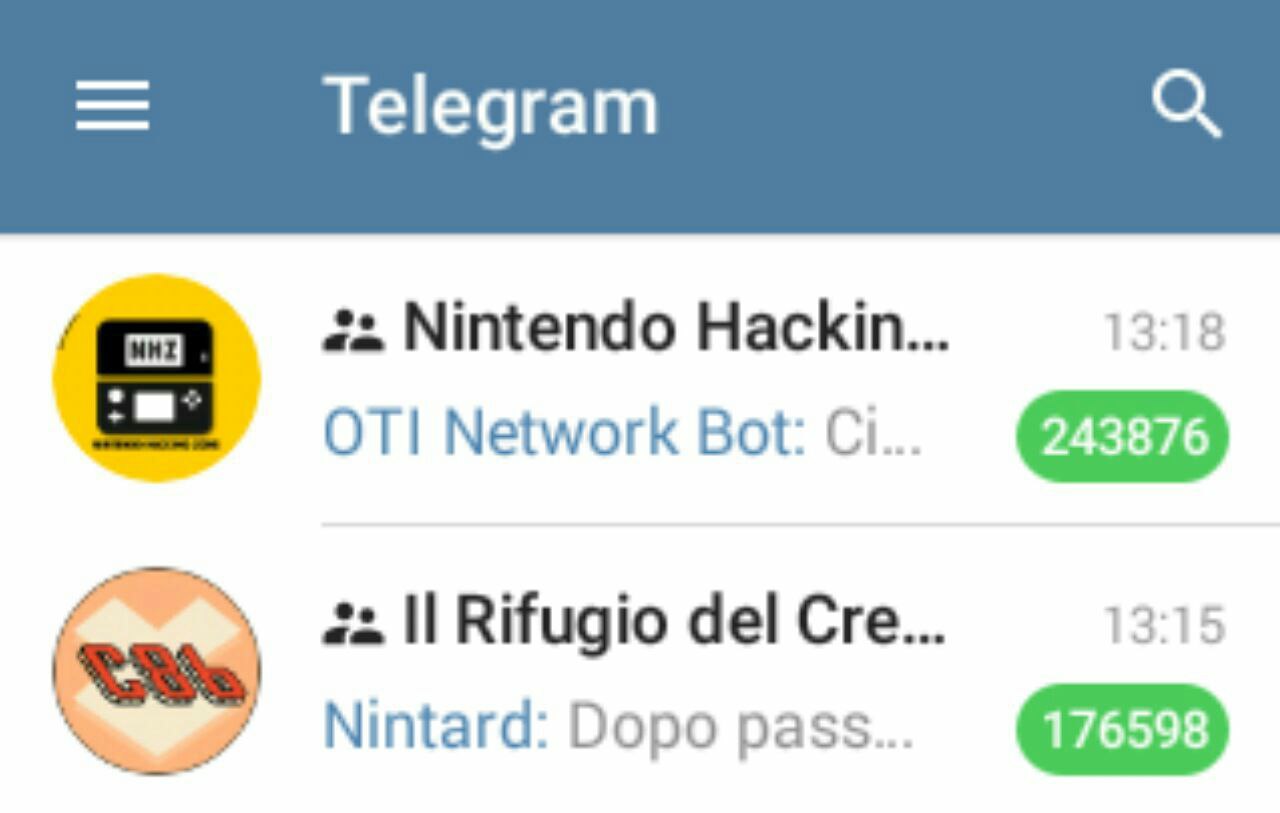 Telegram
Nintendo Hackin...
13:18
NHZ
OTI Network Bot: Ci...
243876
Il Rifugio del Cre...
13:15
C86
Nintard: Dopo pass...
176598